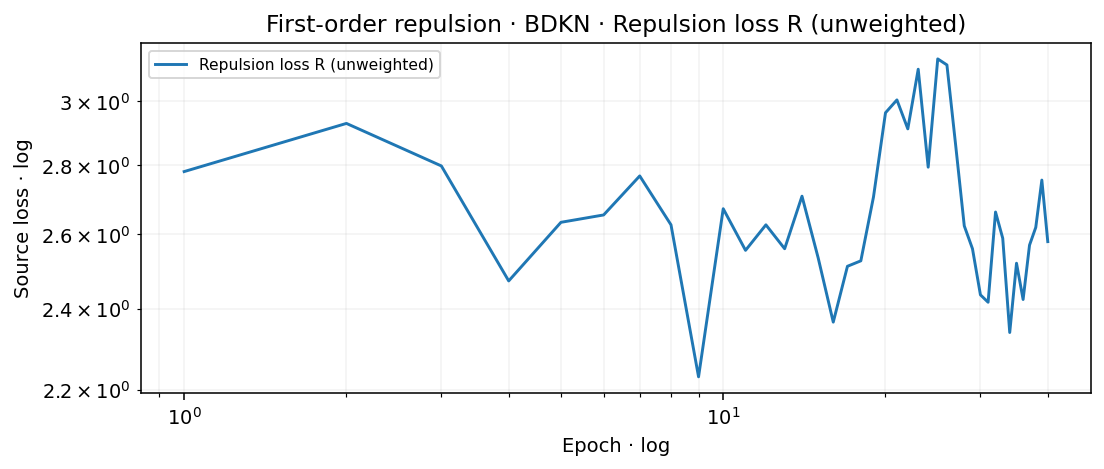 First-order repulsion · BDKN · Repulsion loss R (unweighted)
Repulsion loss R (unweighted)
Source loss · log
3 × 10⁰
2.8 × 10⁰
2.6 × 10⁰
2.4 × 10⁰
2.2 × 10⁰
10⁰ 10¹
Epoch · log